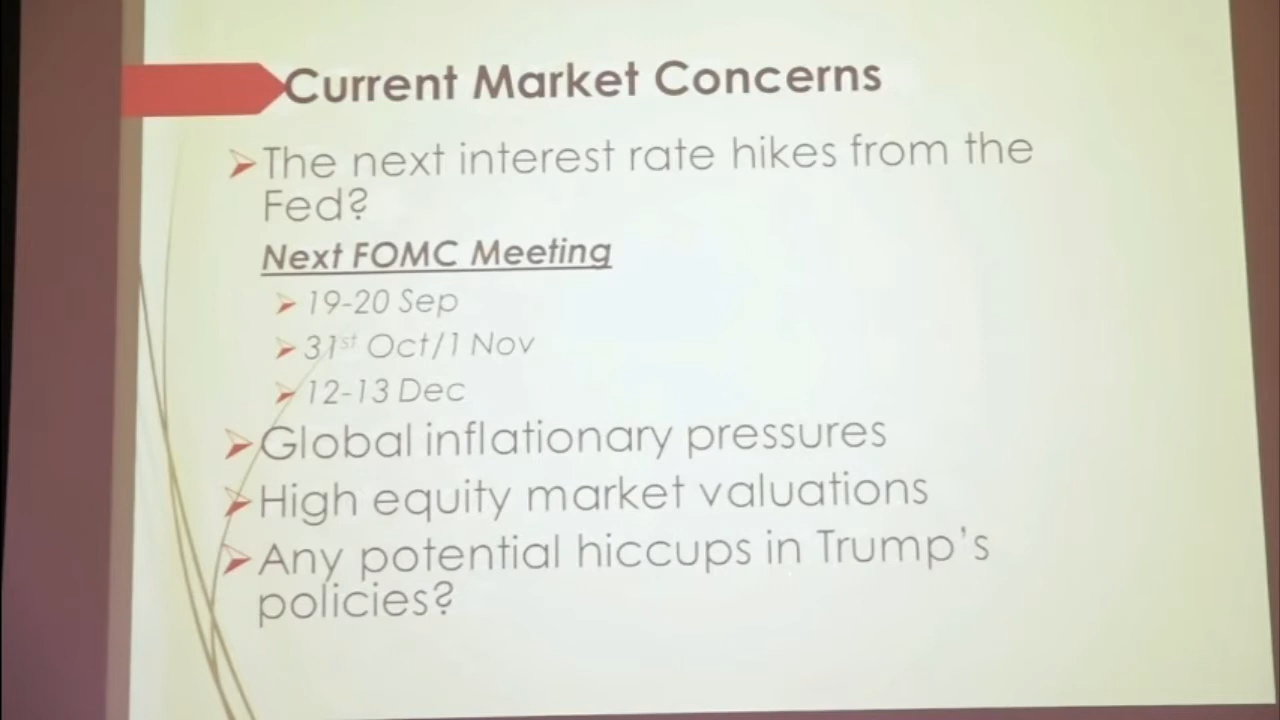 Current Market Concerns
The next interest rate hikes from the
Fed?
Next FOMC Meeting
19-20 Sep
31st Oct/1 Nov
12-13 Dec
Global inflationary pressures
High equity market valuations
Any potential hiccups in Trump's
policies?